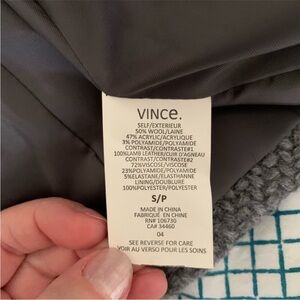 VINCE.
SELF/EXTERIEUR
50% WOOL/LAINE
47% ACRYLIC/ACRYLIQUE
3% POLYAMIDE/POLYAMIDE
CONTRAST/CONTRASTE#1
100%LAMB LEATHER/CUIR D'AGNEAU
CONTRAST/CONTRASTE#2
72%VISCOSE/VISCOSE
23%POLYAMIDE/POLYAMIDE
5%ELASTANE/ELASTHANNE
LINING/DOUBLURE
100%POLYESTER/POLYESTER
S/P
MADE IN CHINA
FABRIQUÉ EN CHINE
RN# 106730
CA# 34460
04
SEE REVERSE FOR CARE
VOIR AU VERSO POUR LES SOINS